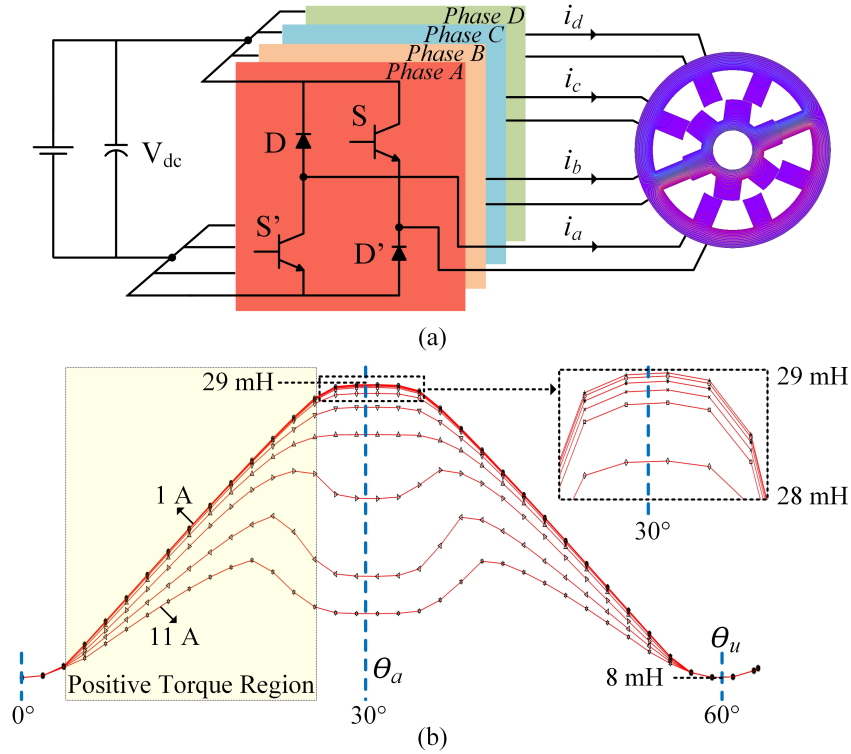 Phase D
Phase C
Phase B
Phase A
i_d
i_c
i_b
i_a
V_dc
D
S
S'
D'
(a)
29 mH
29 mH
28 mH
30°
1 A
11 A
Positive Torque Region
θ_a
θ_u
8 mH
0°
30°
60°
(b)